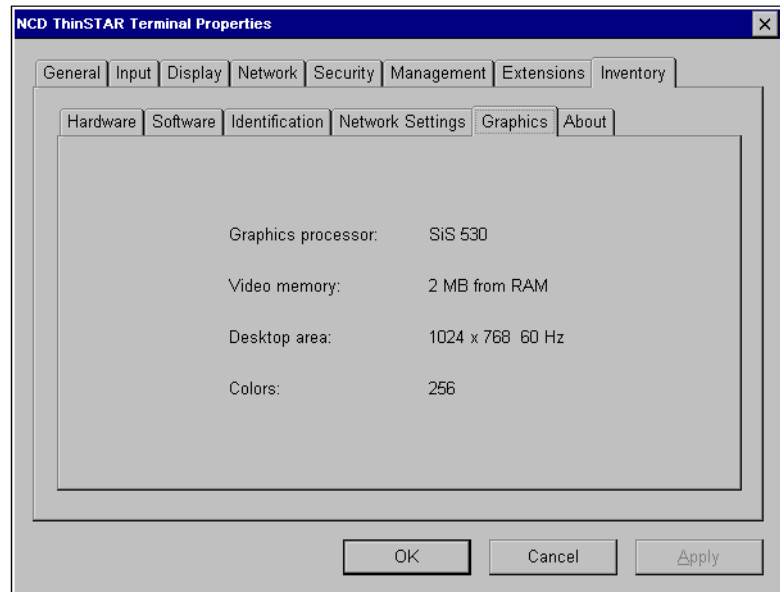 NCD ThinSTAR Terminal Properties
General Input Display Network Security Management Extensions Inventory
Hardware Software Identification Network Settings Graphics About
Graphics processor: SiS 530
Video memory: 2 MB from RAM
Desktop area: 1024 x 768 60 Hz
Colors: 256
OK Cancel Apply